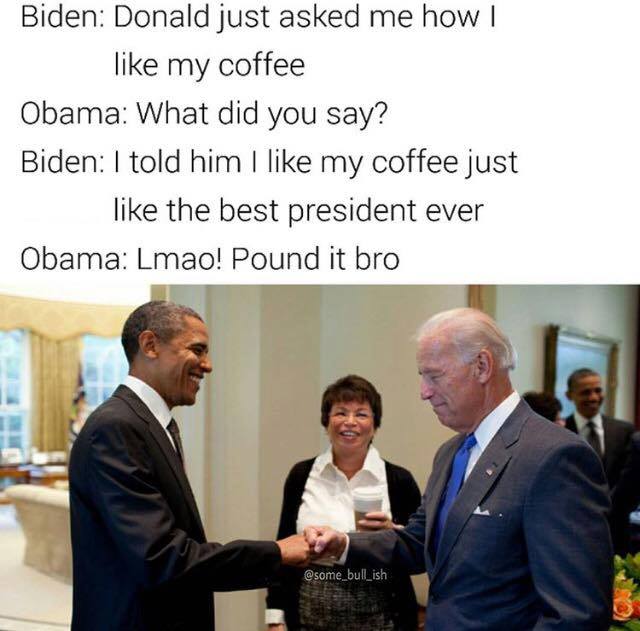 Biden: Donald just asked me how I
like my coffee
Obama: What did you say?
Biden: I told him I like my coffee just
like the best president ever
Obama: Lmao! Pound it bro
@some_bull_ish